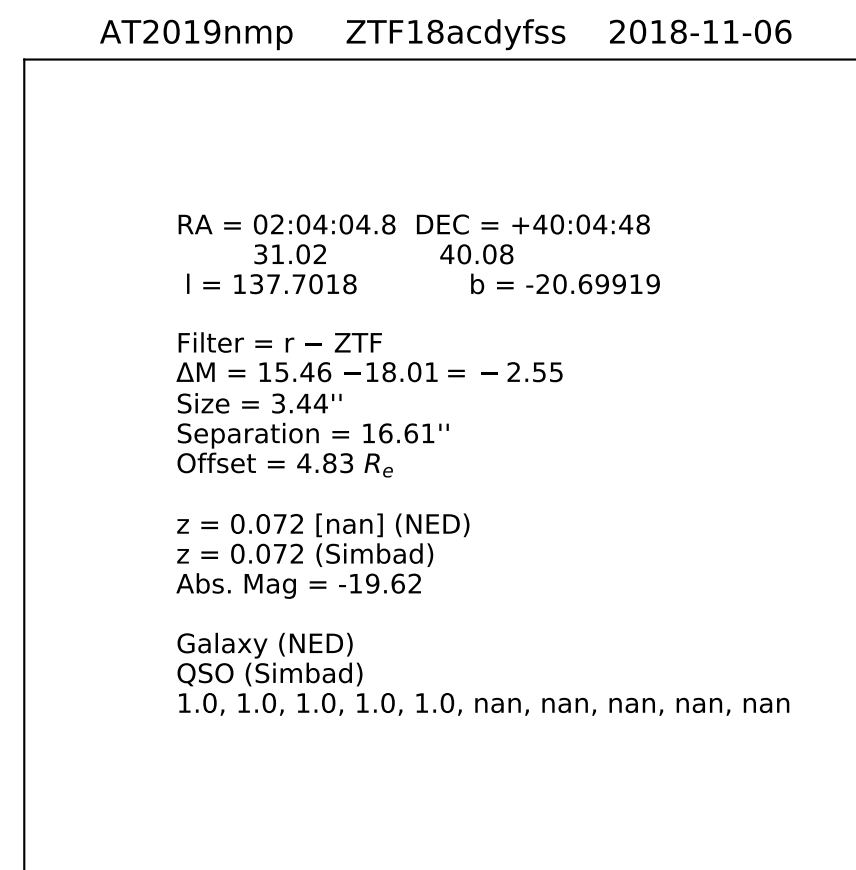 AT2019nmp ZTF18acdyfss 2018-11-06
RA = 02:04:04.8 DEC = +40:04:48
31.02 40.08
l = 137.7018 b = -20.69919
Filter = r − ZTF
ΔM = 15.46 −18.01 = − 2.55
Size = 3.44''
Separation = 16.61''
Offset = 4.83 Re
z = 0.072 [nan] (NED)
z = 0.072 (Simbad)
Abs. Mag = -19.62
Galaxy (NED)
QSO (Simbad)
1.0, 1.0, 1.0, 1.0, 1.0, nan, nan, nan, nan, nan